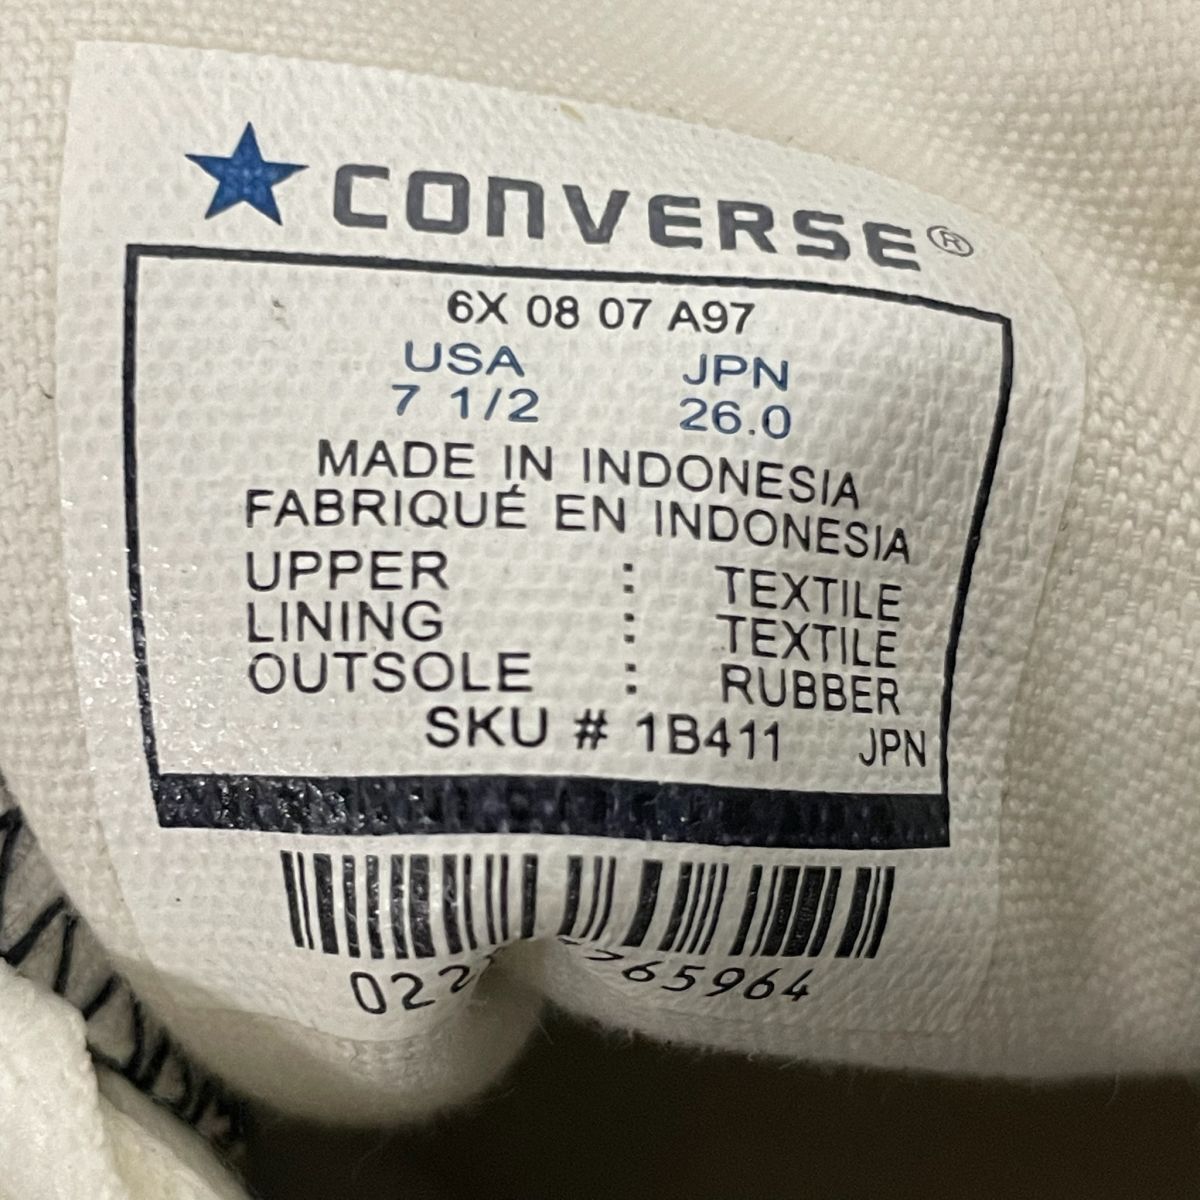 CONVERSE®
6X 08 07 A97
USA JPN
7 1/2 26.0
MADE IN INDONESIA
FABRIQUÉ EN INDONESIA
UPPER : TEXTILE
LINING : TEXTILE
OUTSOLE : RUBBER
SKU # 1B411 JPN